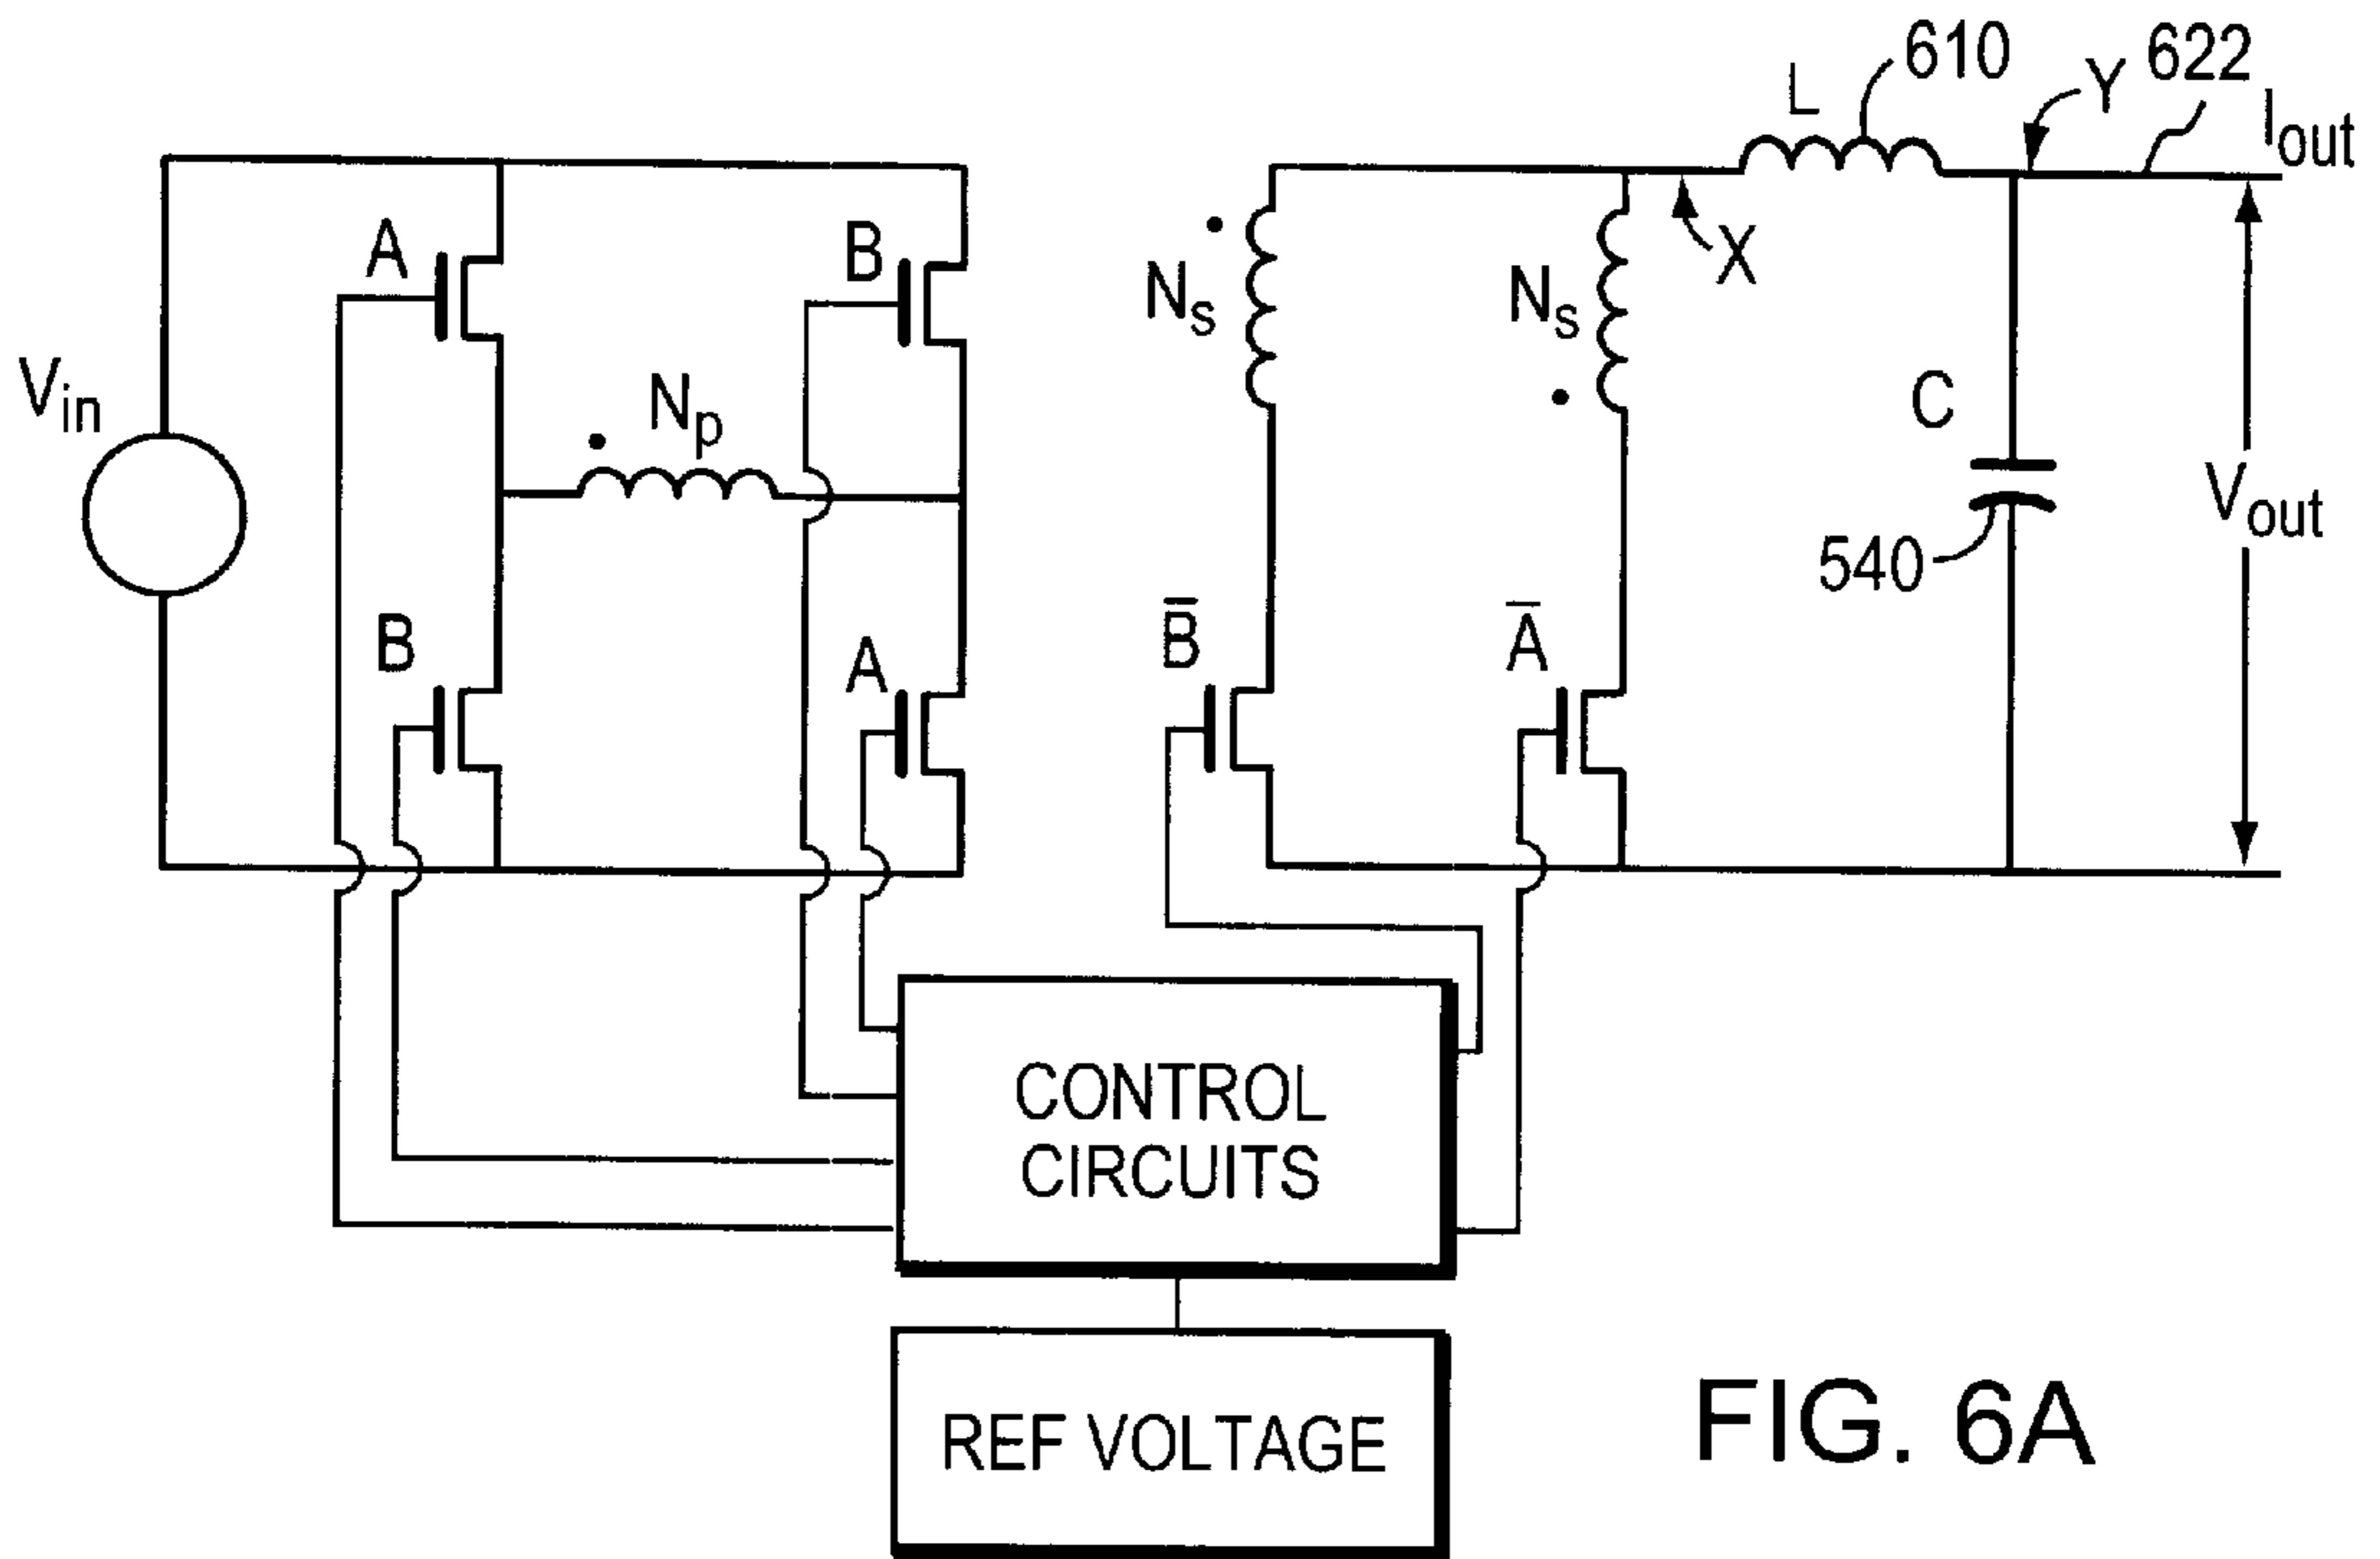 L
610
Y
622
Iout
A
B
Vin
Np
Ns
Ns
X
C
Vout
540
B
A
B̅
A̅
CONTROL
CIRCUITS
REF VOLTAGE
FIG. 6A